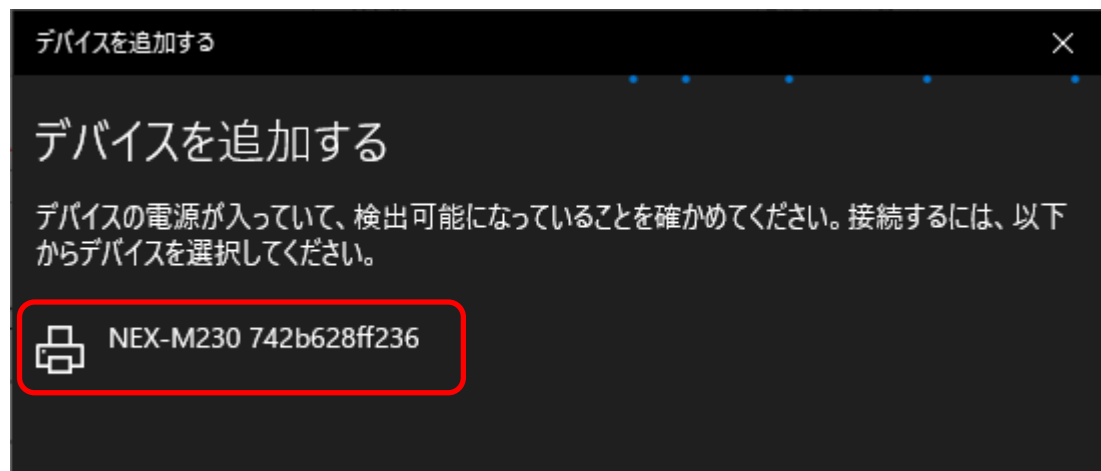 デバイスを追加する
デバイスを追加する
デバイスの電源が入っていて、検出可能になっていることを確かめてください。接続するには、以下
からデバイスを選択してください。
NEX-M230 742b628ff236